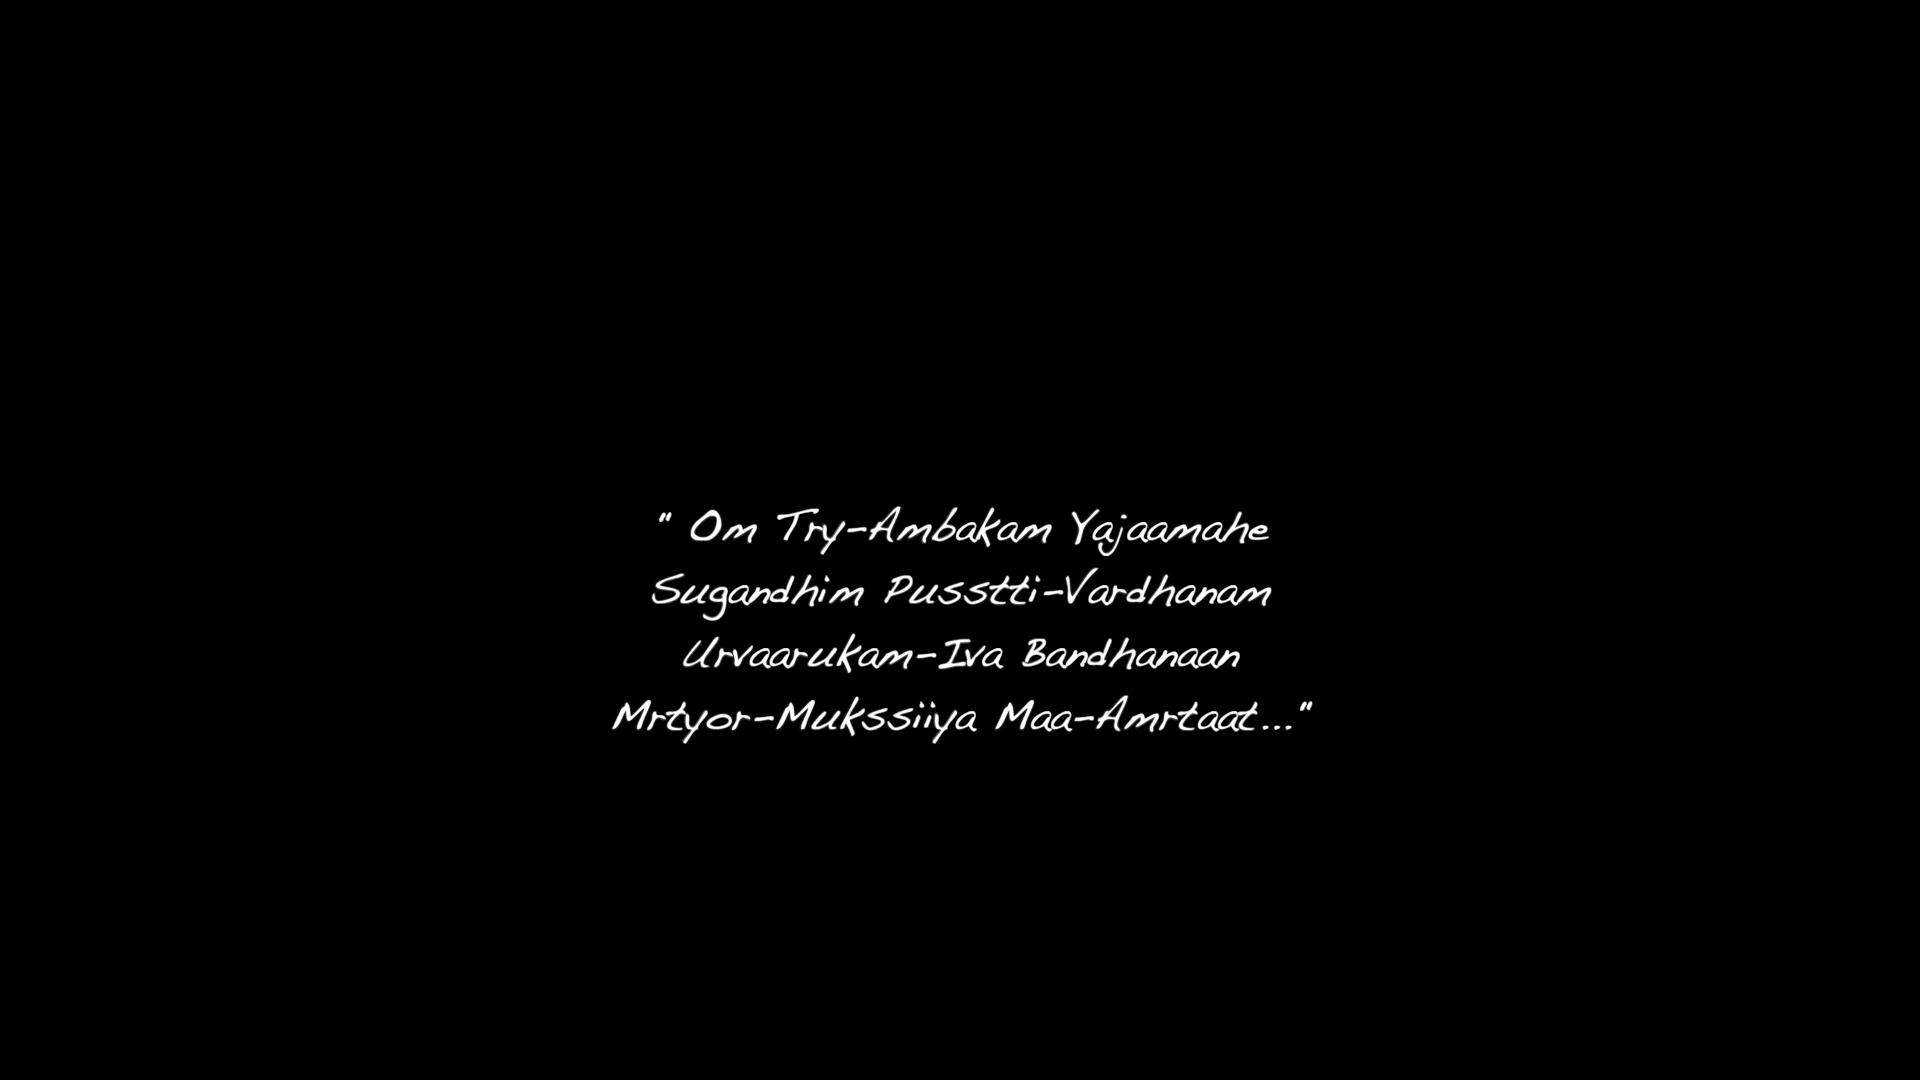 " Om Try-Ambakam Yajaamahe
Sugandhim Pusstti-Vardhanam
Urvaarukam-Iva Bandhanaan
Mrtyor-Mukssiiya Maa-Amrtaat..."